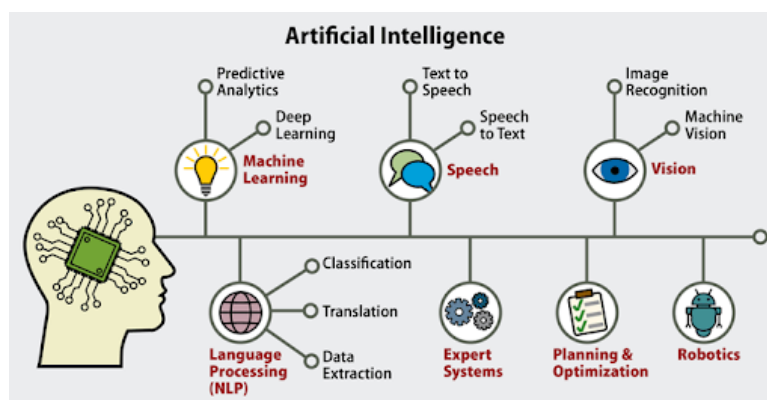 Artificial Intelligence
Predictive
Analytics
Deep
Learning
Machine
Learning
Text to
Speech
Speech
to Text
Speech
Image
Recognition
Machine
Vision
Vision
Classification
Translation
Data
Extraction
Language
Processing
(NLP)
Expert
Systems
Planning &
Optimization
Robotics